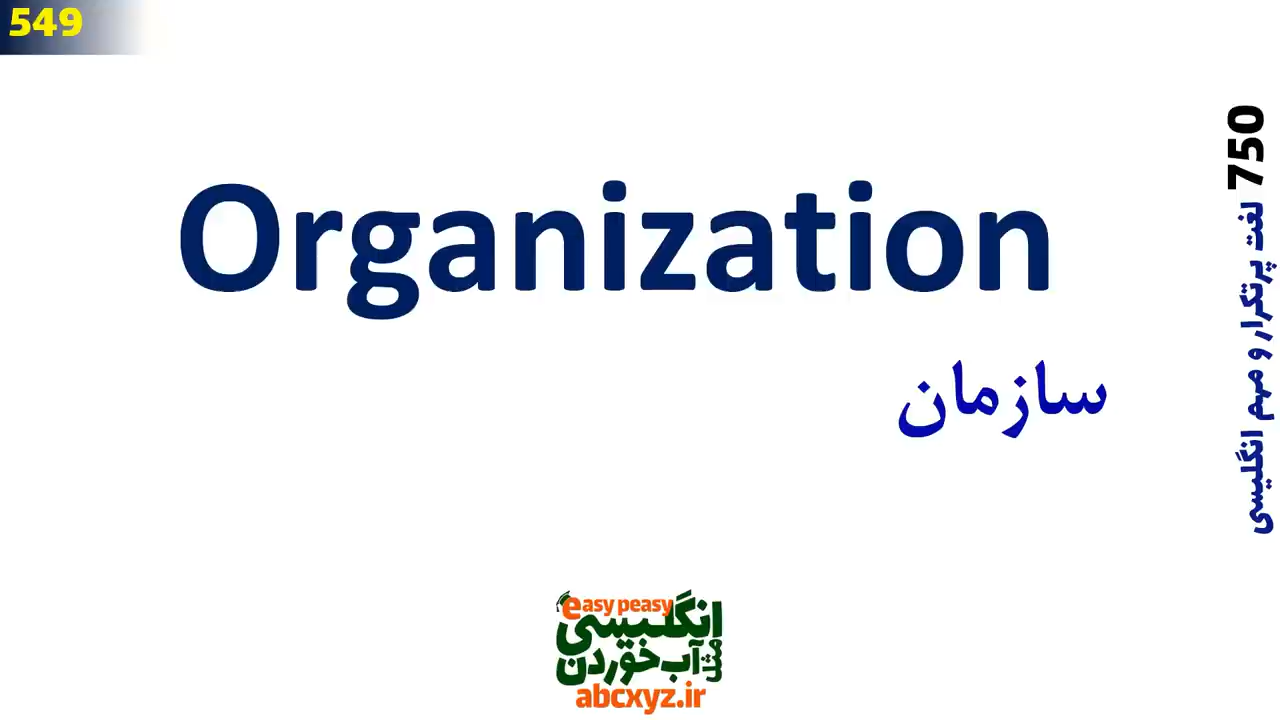 549
Organization
سازمان
750 لغت پرتکرار و مهم انگلیسی
easy peasy
انگلیسی
مثل آب خوردن
abcxyz.ir